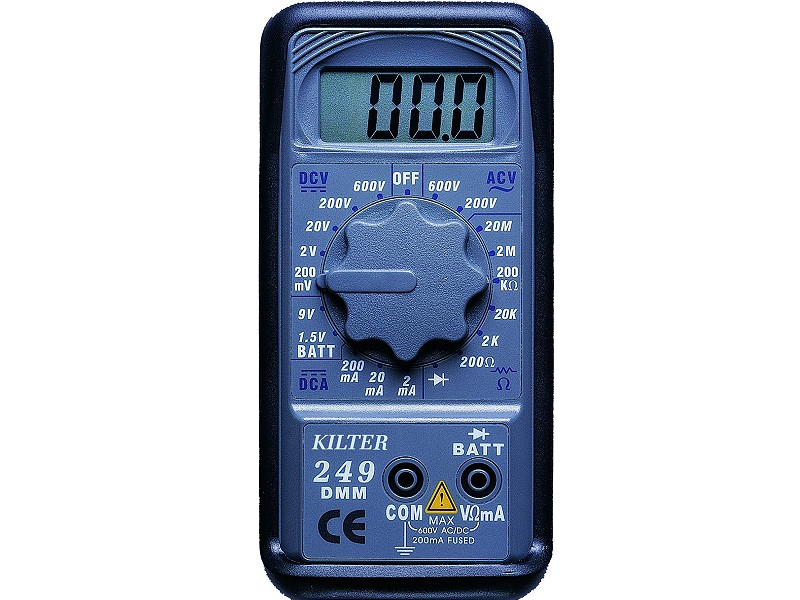 00.0
DCV
600V
OFF
600V
ACV
200V
200V
20V
20M
2V
2M
200
mV
200
KΩ
9V
20K
1.5V
BATT
2K
200Ω
DCA
200
mA
20
mA
2
mA
Ω
KILTER
249
DMM
BATT
COM
VΩmA
MAX
600V AC/DC
200mA FUSED
CE